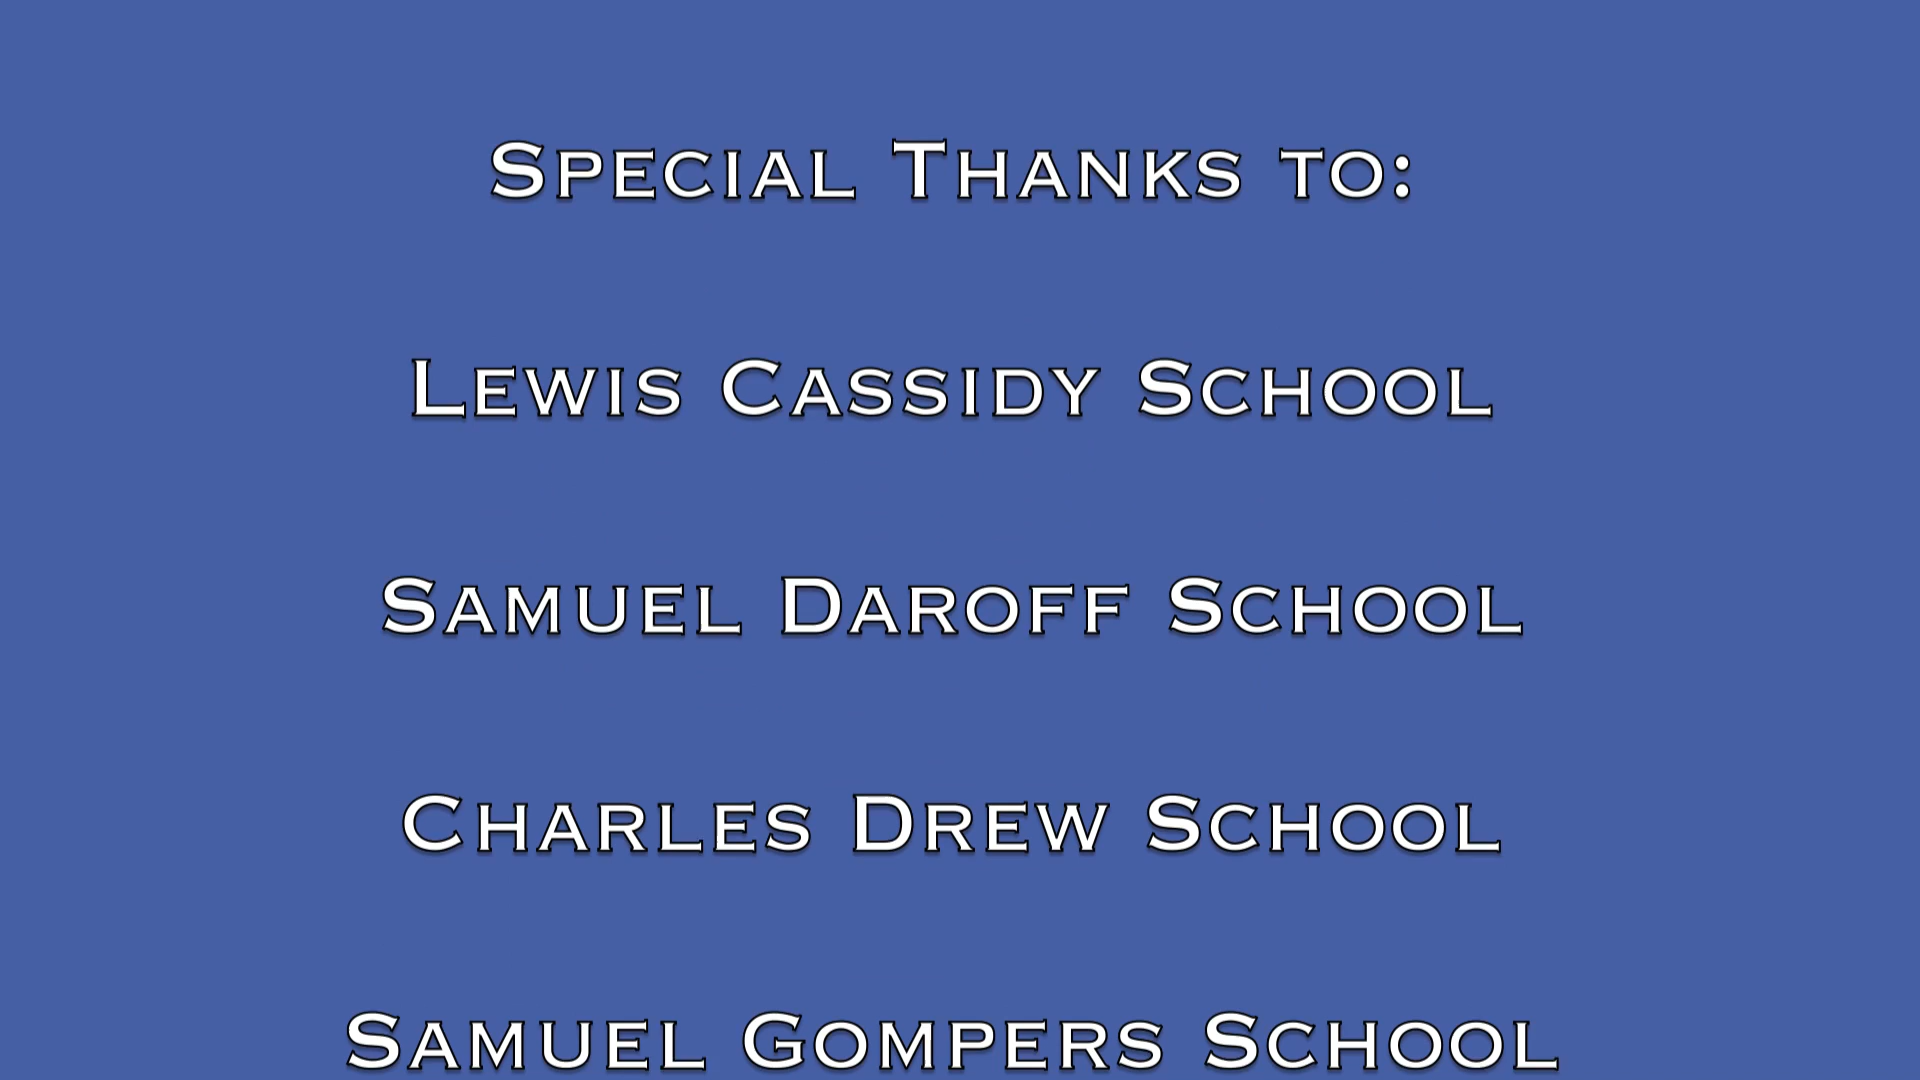 Special Thanks to:
Lewis Cassidy School
Samuel Daroff School
Charles Drew School
Samuel Gompers School